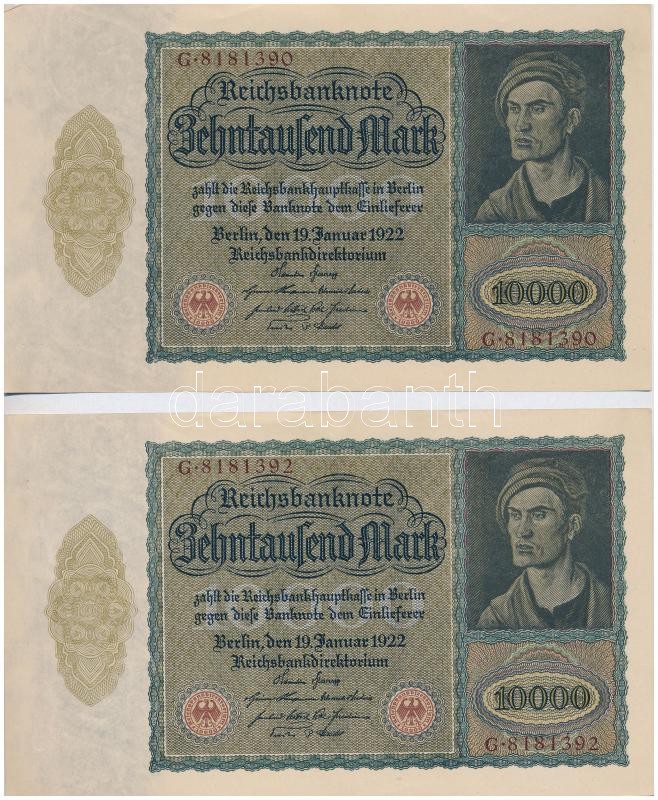 G·8181390
Reichsbanknote
Zehntausend Mark
zahlt die Reichsbankhauptkasse in Berlin
gegen diese Banknote dem Einlieferer
Berlin, den 19. Januar 1922
Reichsbankdirektorium
10000
G·8181390
darabanth
G·8181392
Reichsbanknote
Zehntausend Mark
zahlt die Reichsbankhauptkasse in Berlin
gegen diese Banknote dem Einlieferer
Berlin, den 19. Januar 1922
Reichsbankdirektorium
10000
G·8181392